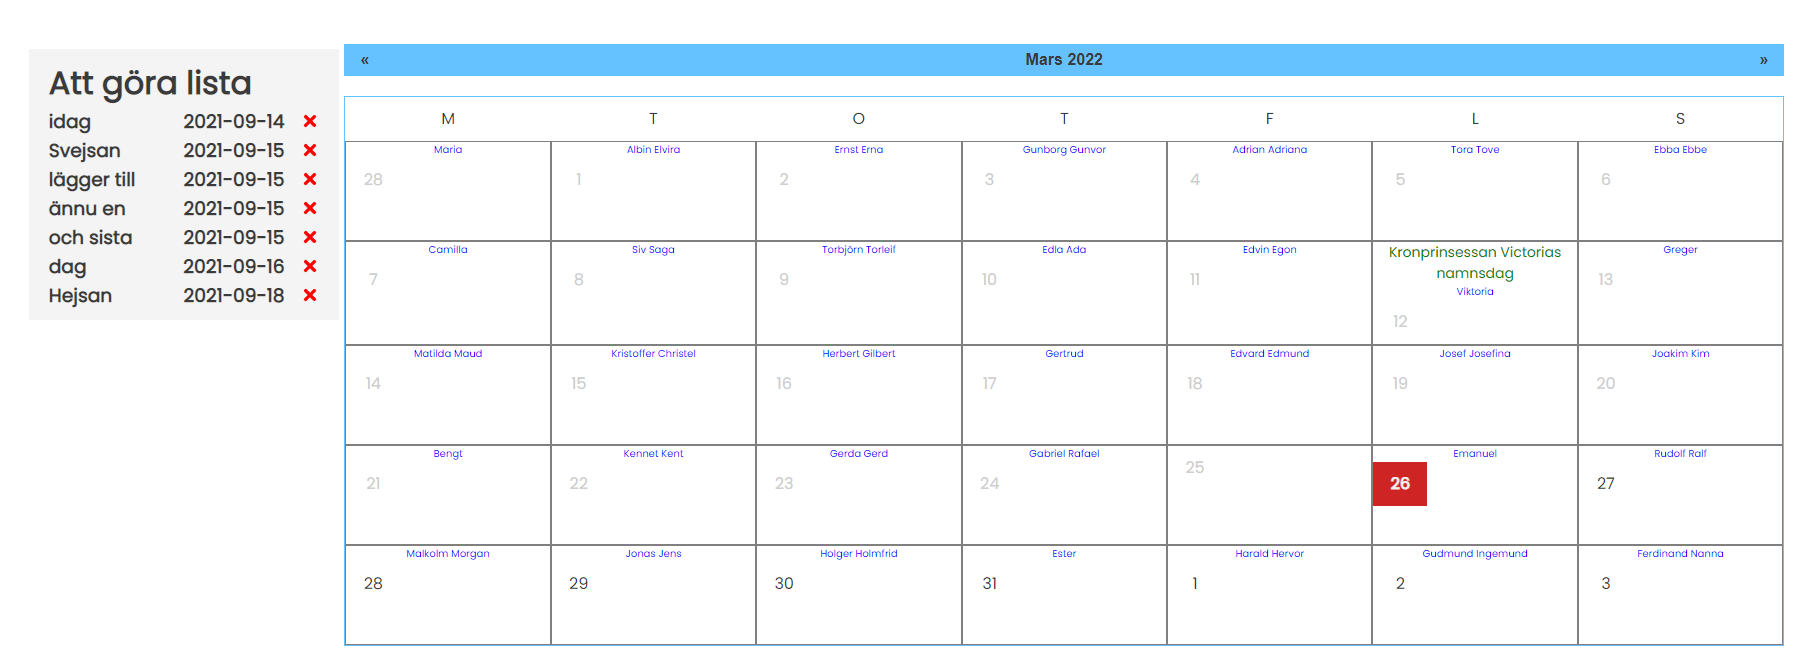 Att göra lista
idag 2021-09-14
Svejsan 2021-09-15
lägger till 2021-09-15
ännu en 2021-09-15
och sista 2021-09-15
dag 2021-09-16
Hejsan 2021-09-18
« Mars 2022 »
M T O T F L S
Maria Albin Elvira Ernst Erna Gunborg Gunvor Adrian Adriana Tora Tove Ebba Ebbe
28 1 2 3 4 5 6
Camilla Siv Saga Torbjörn Torleif Edla Ada Edvin Egon Kronprinsessan Victorias Greger
namnsdag
Viktoria
7 8 9 10 11 12 13
Matilda Maud Kristoffer Christel Herbert Gilbert Gertrud Edvard Edmund Josef Josefina Joakim Kim
14 15 16 17 18 19 20
Bengt Kennet Kent Gerda Gerd Gabriel Rafael Emanuel Rudolf Ralf
21 22 23 24 25 26 27
Malkolm Morgan Jonas Jens Holger Holmfrid Ester Harald Hervor Gudmund Ingemund Ferdinand Nanna
28 29 30 31 1 2 3